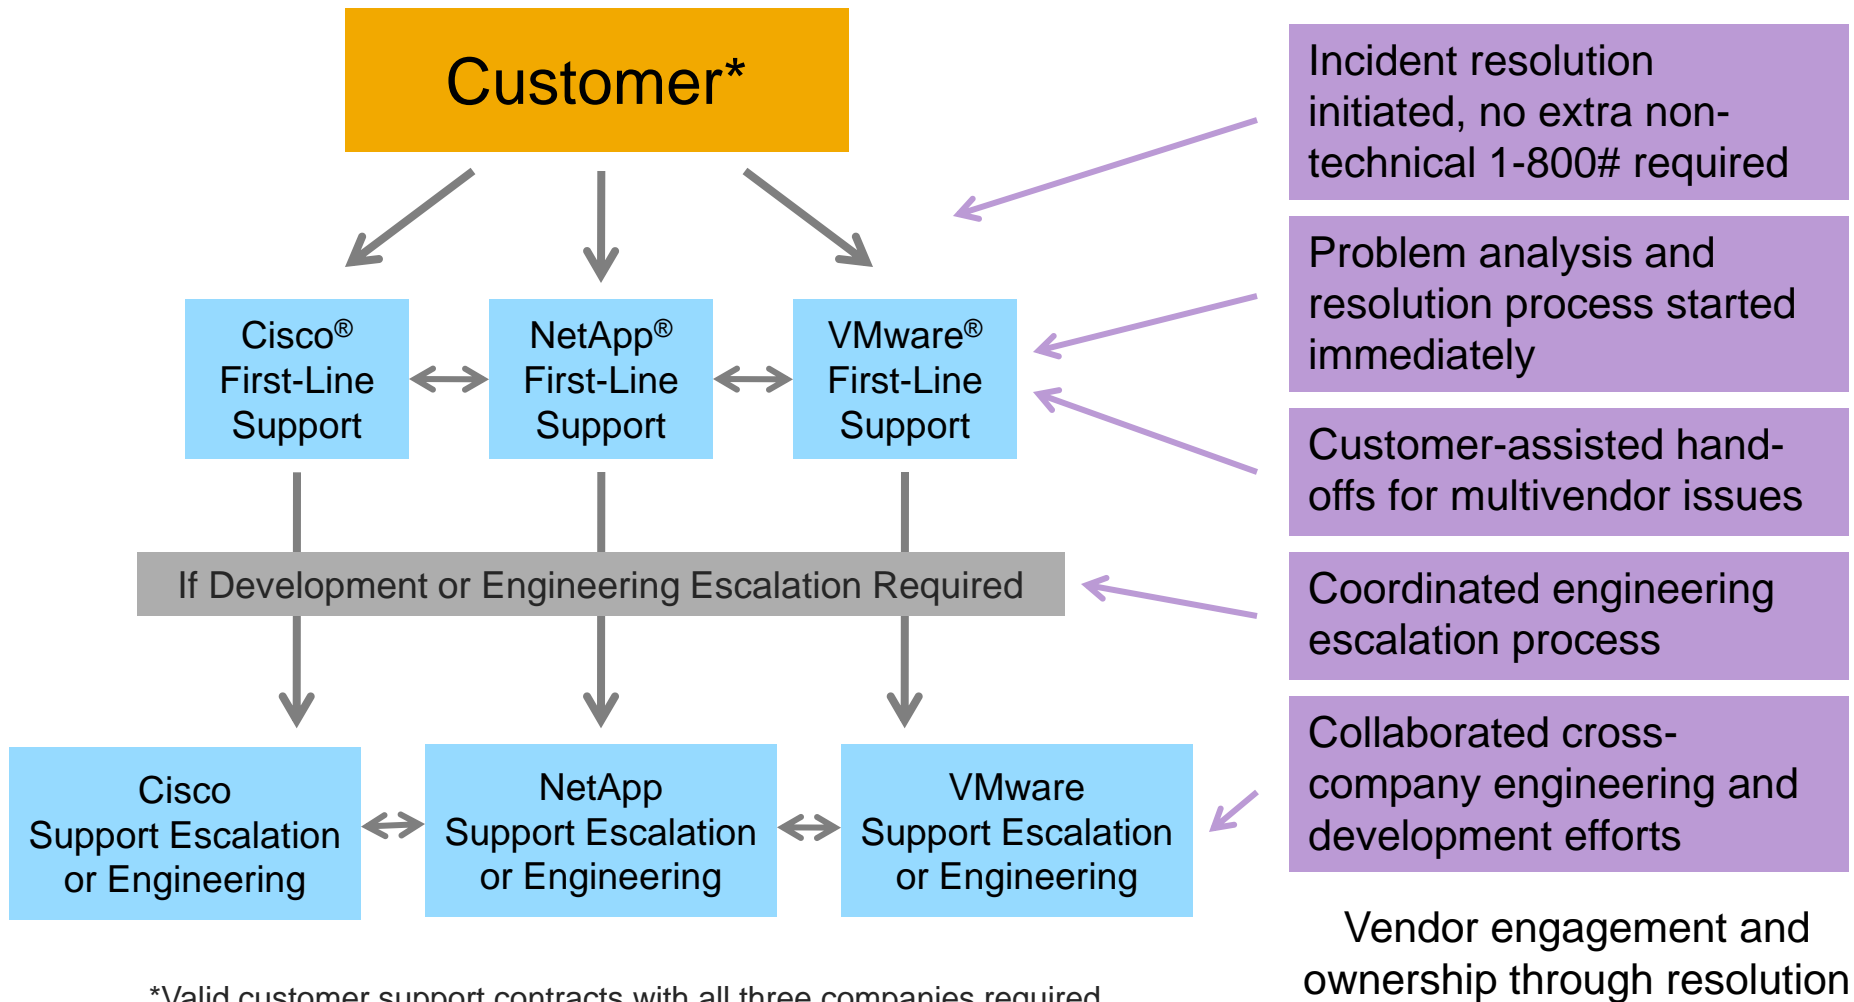 Customer*
Cisco®
First-Line
Support
NetApp®
First-Line
Support
VMware®
First-Line
Support
If Development or Engineering Escalation Required
Cisco
Support Escalation
or Engineering
NetApp
Support Escalation
or Engineering
VMware
Support Escalation
or Engineering
*Valid customer support contracts with all three companies required
Incident resolution
initiated, no extra non-
technical 1-800# required
Problem analysis and
resolution process started
immediately
Customer-assisted hand-
offs for multivendor issues
Coordinated engineering
escalation process
Collaborated cross-
company engineering and
development efforts
Vendor engagement and
ownership through resolution